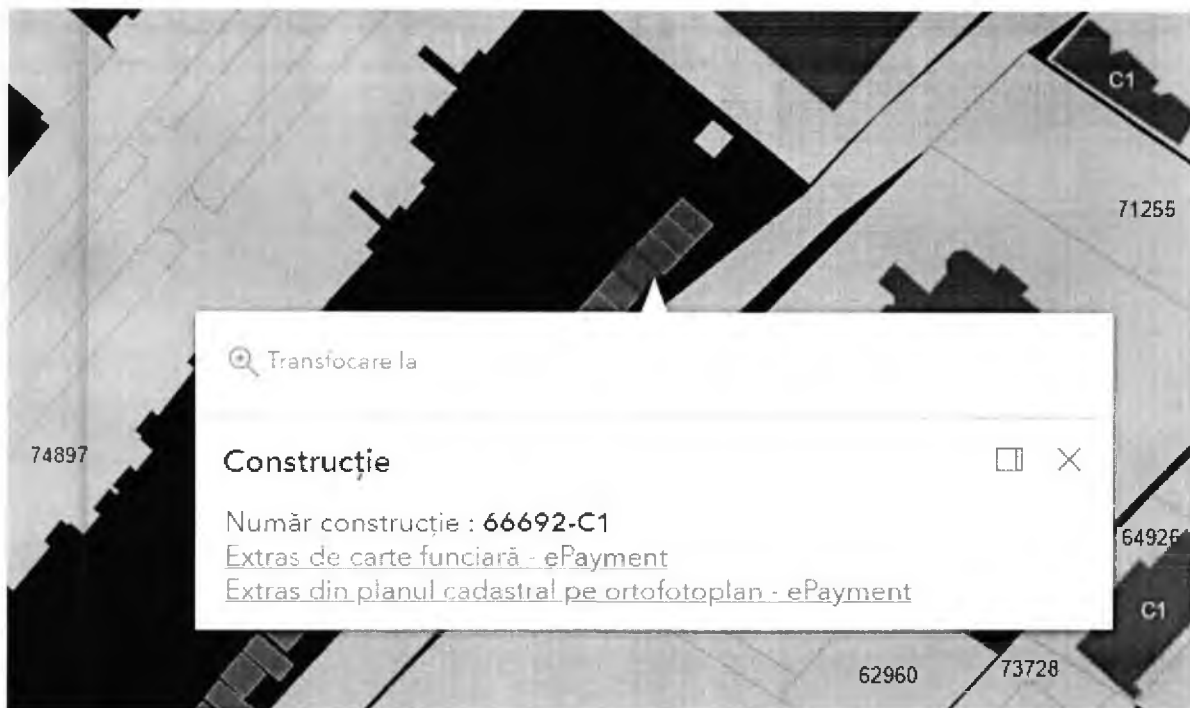 C1
71255
Transfocare la
74897
Construcție
Număr construcție : 66692-C1
Extras de carte funciară - ePayment
Extras din planul cadastral pe ortofotoplan - ePayment
64926
C1
62960
73728